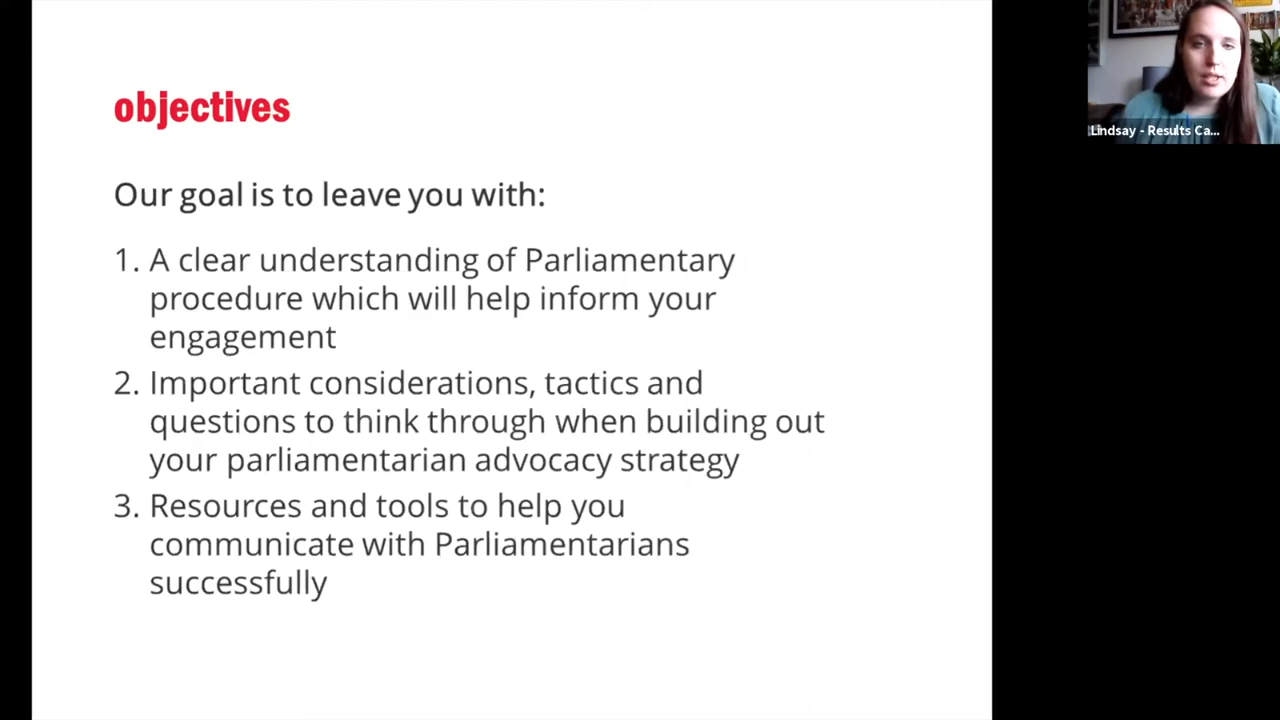 objectives
Our goal is to leave you with:
1. A clear understanding of Parliamentary
procedure which will help inform your
engagement
2. Important considerations, tactics and
questions to think through when building out
your parliamentarian advocacy strategy
3. Resources and tools to help you
communicate with Parliamentarians
successfully
Lindsay - Results Ca...